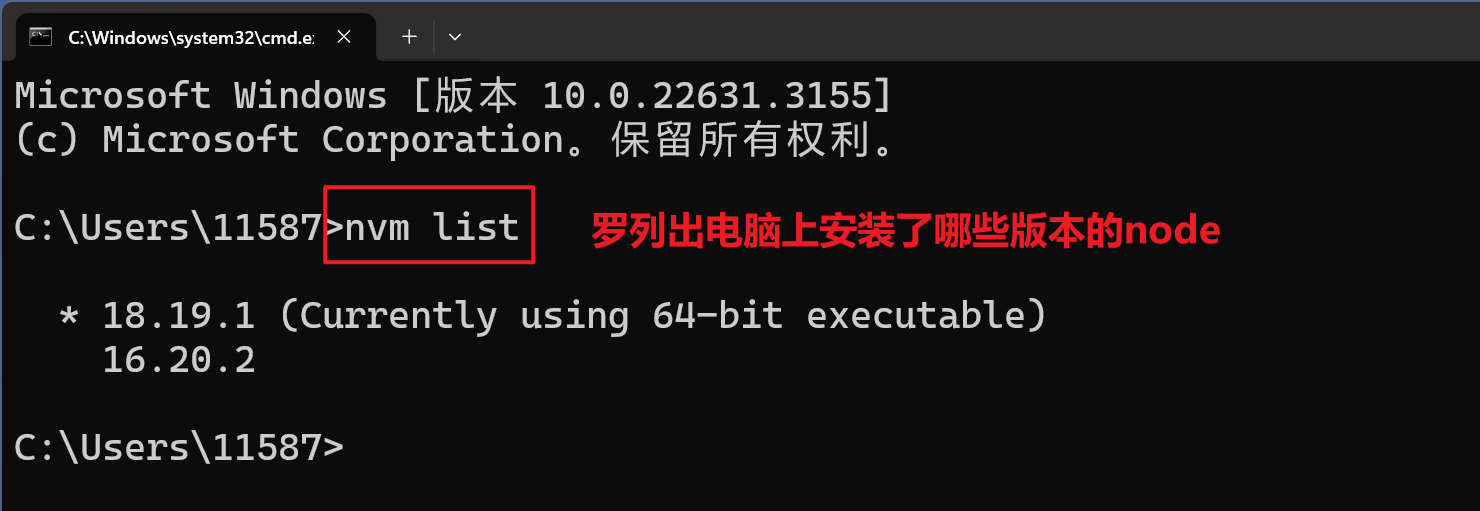 C:\Windows\system32\cmd.e
Microsoft Windows [版本 10.0.22631.3155]
(c) Microsoft Corporation。保留所有权利。
C:\Users\11587>nvm list 罗列出电脑上安装了哪些版本的node
* 18.19.1 (Currently using 64-bit executable)
16.20.2
C:\Users\11587>